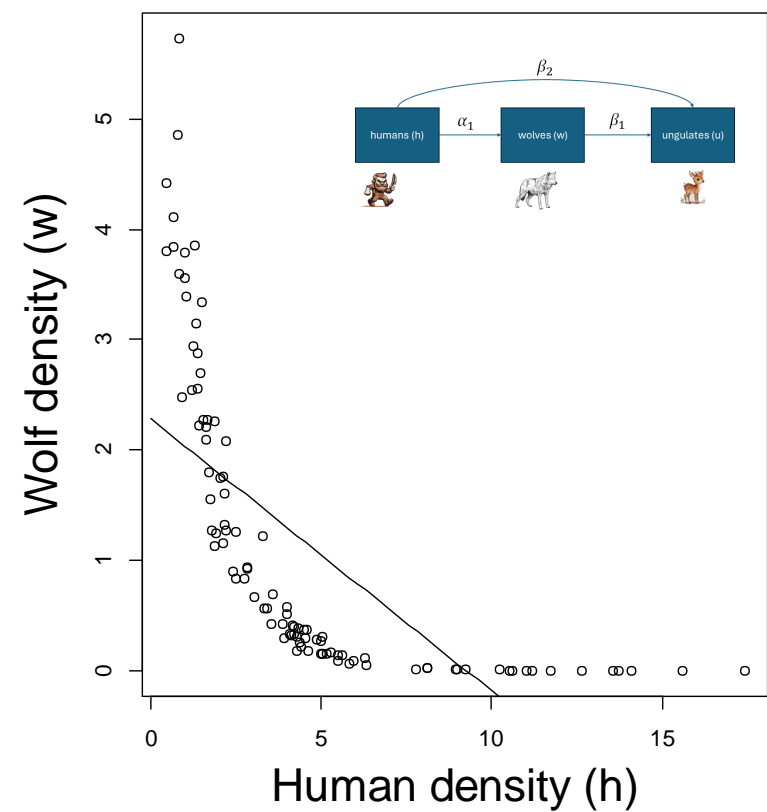 β₂
humans (h)
α₁
wolves (w)
β₁
ungulates (u)
Wolf density (w)
5
4
3
2
1
0
0 5 10 15
Human density (h)